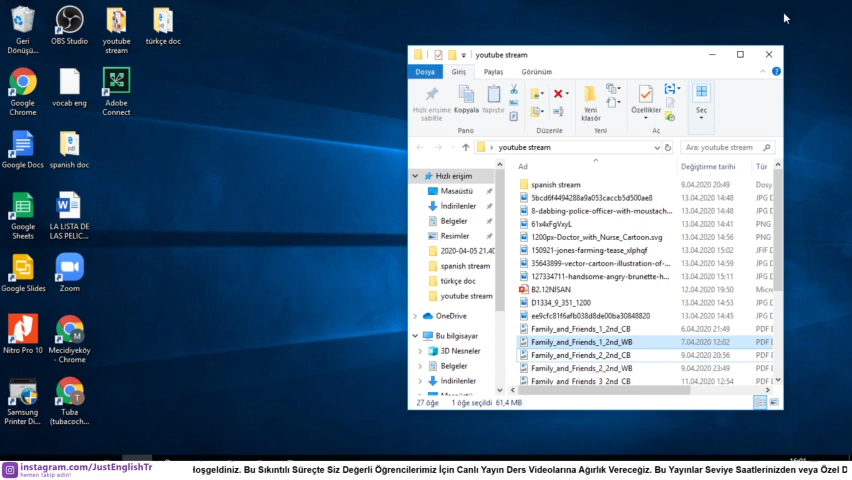 Geri
Dönüşü...
OBS Studio
youtube
stream
türkçe doc
Google
Chrome
vocab eng
Adobe
Connect
Google Docs
spanish doc
Google
Sheets
LA LISTA DE
LAS PELIC...
Google Slides
Zoom
Nitro Pro 10
Mecidiyeköy
- Chrome
Samsung
Printer Di...
Tuba
(tubacoch...
youtube stream
Dosya Giriş Paylaş Görünüm
Hızlı erişime
sabitle
Kopyala
Yapıştır
Yeni
klasör
Özellikler
Seç
Pano Düzenle Yeni Aç
youtube stream
Ara: youtube stream
Ad Değiştirme tarihi Tür
Hızlı erişim
Masaüstü
İndirilenler
Belgeler
Resimler
2020-04-05 21.40
spanish stream
türkçe doc
youtube stream
OneDrive
Bu bilgisayar
3D Nesneler
Belgeler
İndirilenler
Masaüstü
spanish stream 9.04.2020 20:49 Dosy
5bcd6f4494288a9a053caccb5d500ae8 13.04.2020 14:48 JPG D
8-dabbing-police-officer-with-moustach... 13.04.2020 14:48 JPG D
61x4xFgVxyL 13.04.2020 14:41 PNG
1200px-Doctor_with_Nurse_Cartoon.svg 13.04.2020 14:56 PNG
150921-jones-farming-tease_xlphqf 13.04.2020 15:02 JFIF D
35643899-vector-cartoon-illustration-of-... 13.04.2020 14:59 JPG D
127334711-handsome-angry-brunette-h... 13.04.2020 15:11 JPG D
B2,12NİSAN 12.04.2020 19:50 Micro
D1334_9_351_1200 13.04.2020 14:53 JPG D
ee9cfc81f6afb038d8de00ba30848820 13.04.2020 14:45 JPG D
Family_and_Friends_1_2nd_CB 6.04.2020 21:49 PDF D
Family_and_Friends_1_2nd_WB 7.04.2020 12:02 PDF D
Family_and_Friends_2_2nd_CB 9.04.2020 20:56 PDF D
Family_and_Friends_2_2nd_WB 9.04.2020 23:49 PDF D
Family_and_Friends_3_2nd_CB 11.04.2020 12:54 PDF D
27 öğe 1 öğe seçildi 61,4 MB
instagram.com/JustEnglishTr
hemen takip edin!
Hoşgeldiniz. Bu Sıkıntılı Süreçte Siz Değerli Öğrencilerimiz İçin Canlı Yayın Ders Videolarına Ağırlık Vereceğiz. Bu Yayınlar Seviye Saatlerinizden veya Özel D